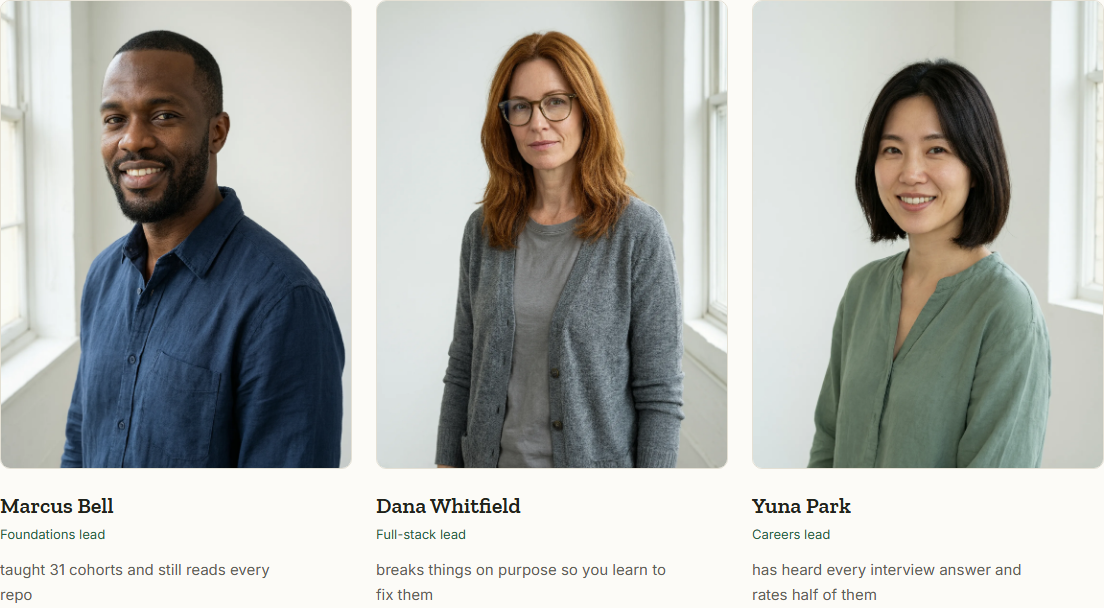 Marcus Bell
Foundations lead
taught 31 cohorts and still reads every
repo
Dana Whitfield
Full-stack lead
breaks things on purpose so you learn to
fix them
Yuna Park
Careers lead
has heard every interview answer and
rates half of them